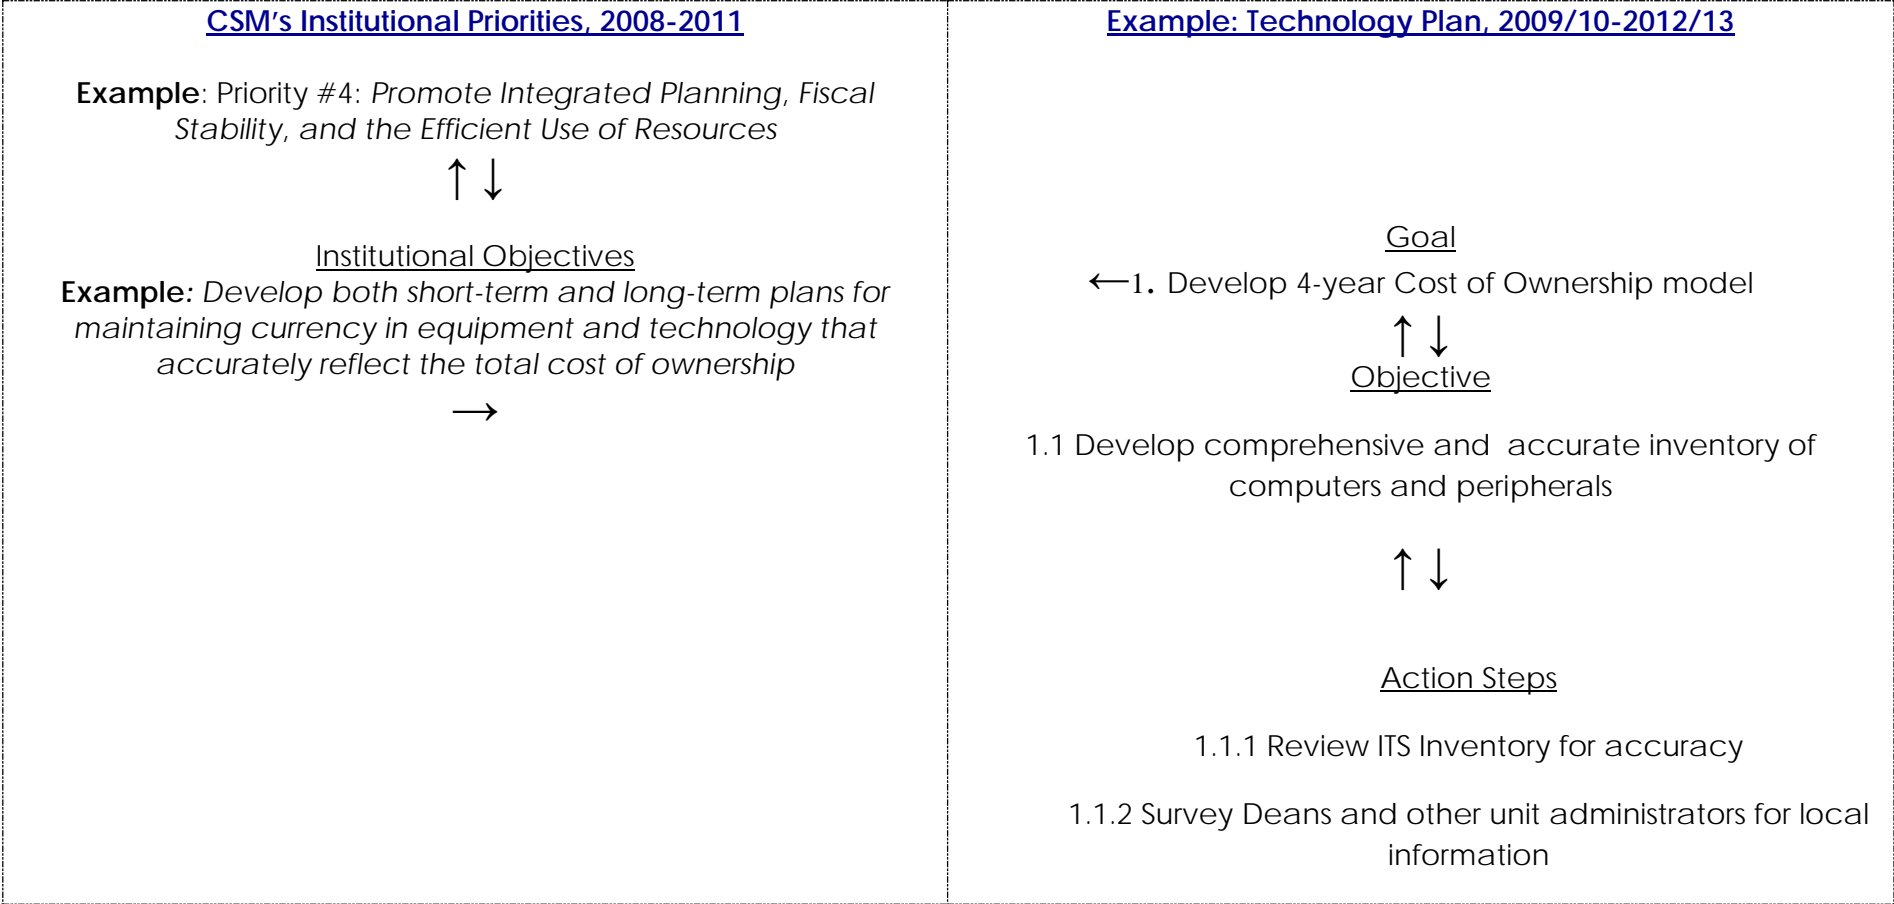 CSM's Institutional Priorities, 2008-2011
Example: Priority #4: Promote Integrated Planning, Fiscal
Stability, and the Efficient Use of Resources
↑ ↓
Institutional Objectives
Example: Develop both short-term and long-term plans for
maintaining currency in equipment and technology that
accurately reflect the total cost of ownership
→
Example: Technology Plan, 2009/10-2012/13
Goal
←1. Develop 4-year Cost of Ownership model
↑ ↓
Objective
1.1 Develop comprehensive and accurate inventory of
computers and peripherals
↑ ↓
Action Steps
1.1.1 Review ITS Inventory for accuracy
1.1.2 Survey Deans and other unit administrators for local
information